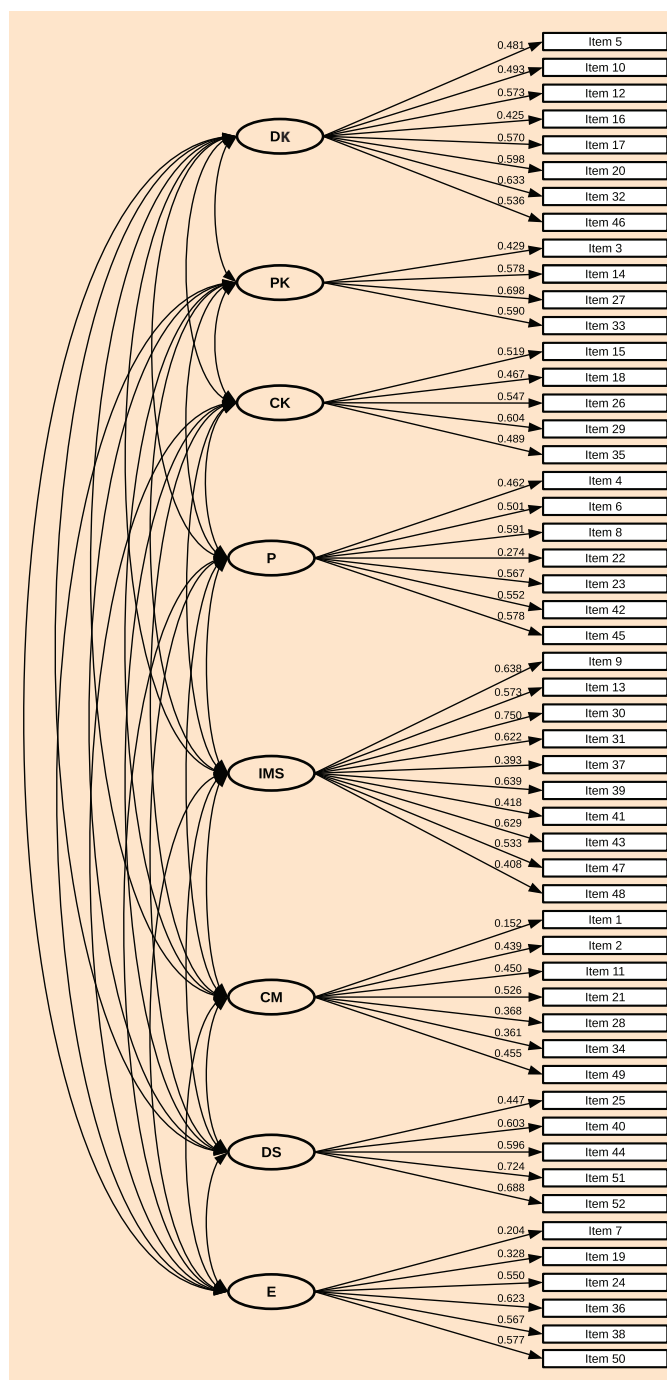 0.481 Item 5
0.493 Item 10
0.573 Item 12
0.425 Item 16
DK
0.570 Item 17
0.598 Item 20
0.633 Item 32
0.536 Item 46
0.429 Item 3
0.578 Item 14
PK
0.698 Item 27
0.590 Item 33
0.519 Item 15
0.467 Item 18
CK
0.547 Item 26
0.604 Item 29
0.489 Item 35
0.462 Item 4
0.501 Item 6
0.591 Item 8
P
0.274 Item 22
0.567 Item 23
0.552 Item 42
0.578 Item 45
0.638 Item 9
0.573 Item 13
0.750 Item 30
0.622 Item 31
IMS
0.393 Item 37
0.639 Item 39
0.418 Item 41
0.629 Item 43
0.533 Item 47
0.408 Item 48
0.152 Item 1
0.439 Item 2
0.450 Item 11
CM
0.526 Item 21
0.368 Item 28
0.361 Item 34
0.455 Item 49
0.447 Item 25
0.603 Item 40
DS
0.596 Item 44
0.724 Item 51
0.688 Item 52
0.204 Item 7
0.328 Item 19
0.550 Item 24
E
0.623 Item 36
0.567 Item 38
0.577 Item 50